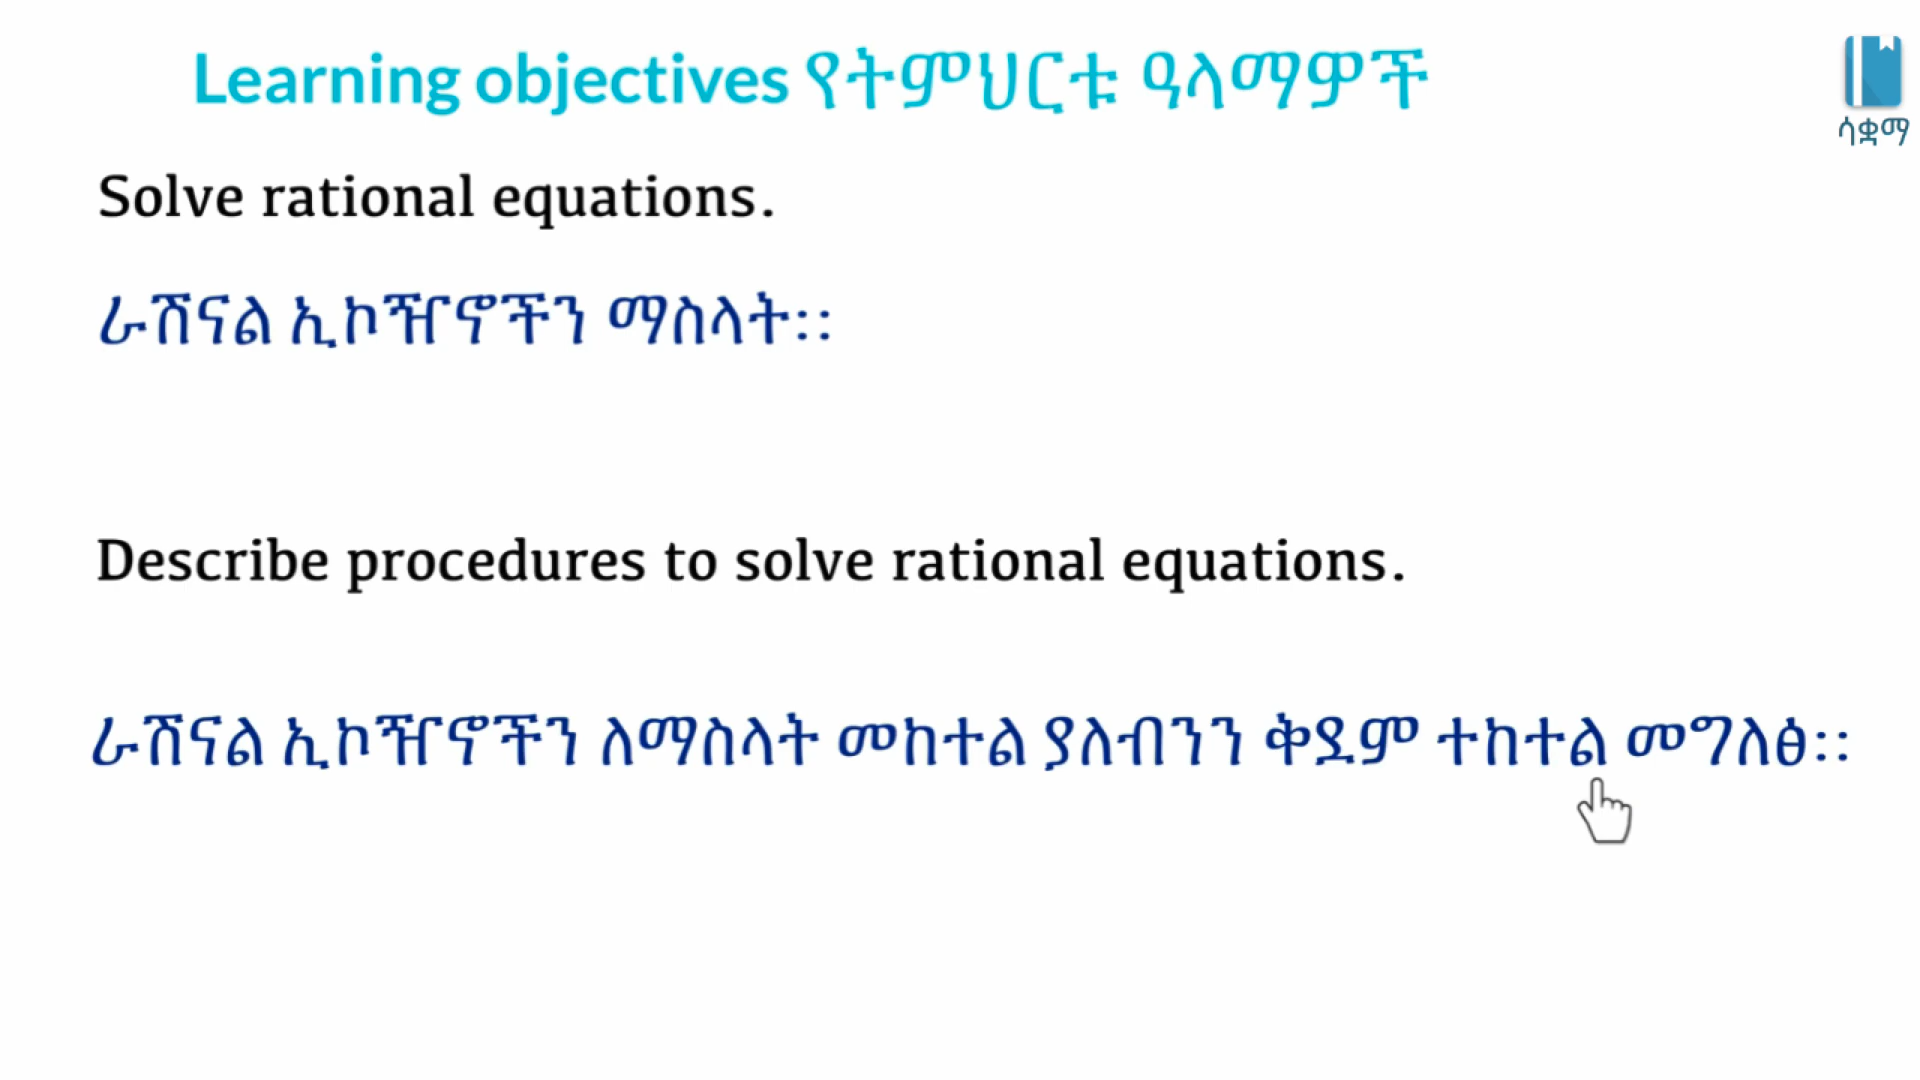 Learning objectives የትምህርቱ ዓላማዎች
ሳቋማ
Solve rational equations.
ራሽናል ኢኮዥኖችን ማስላት፡፡
Describe procedures to solve rational equations.
ራሽናል ኢኮዥኖችን ለማስላት መከተል ያለብንን ቅደም ተከተል መግለፅ፡፡